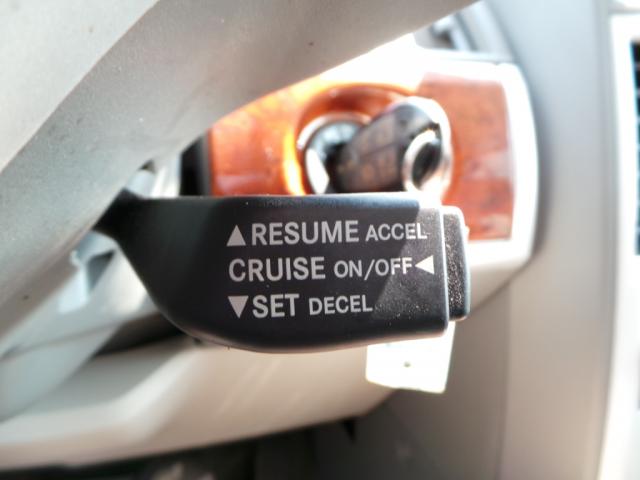 ▲RESUME ACCEL
CRUISE ON/OFF◄
▼SET DECEL